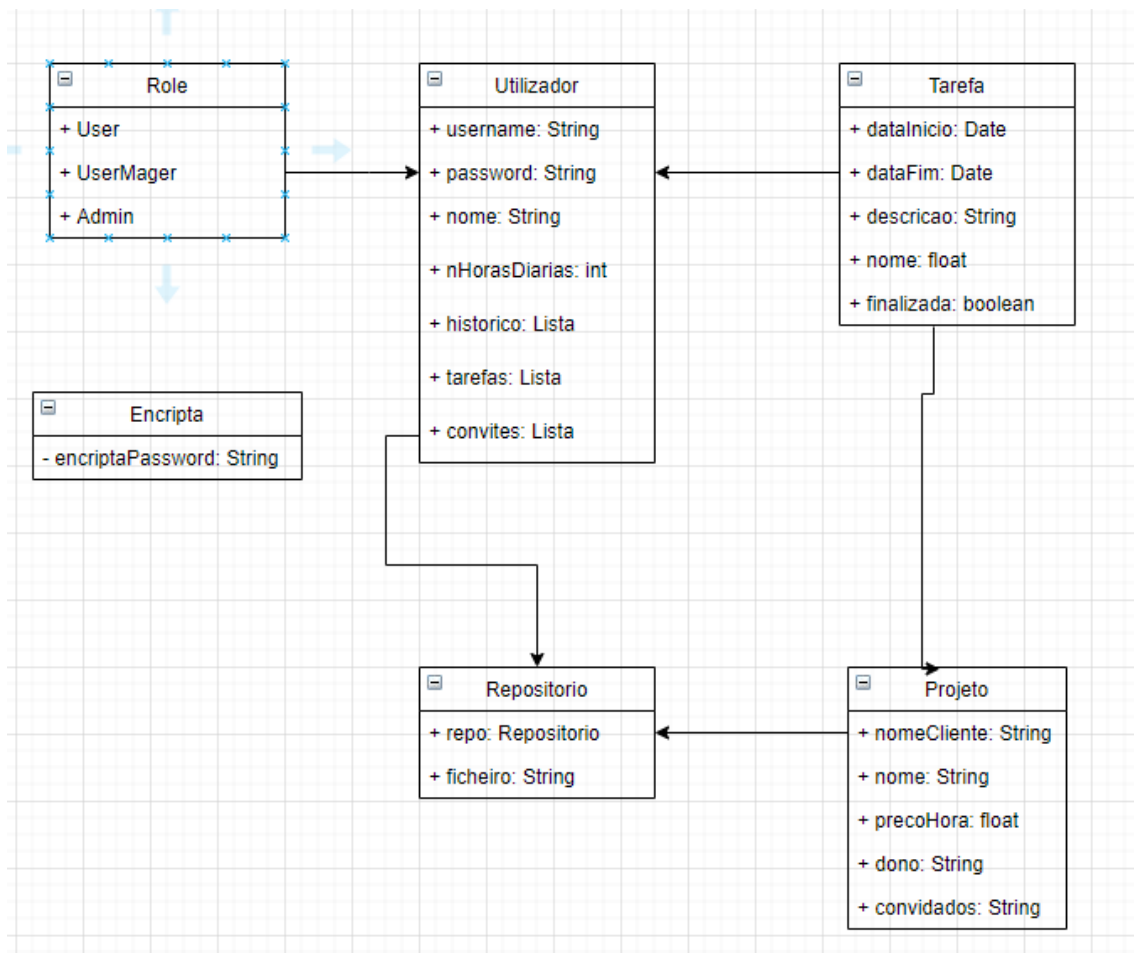 Role
+ User
+ UserMager
+ Admin
Utilizador
+ username: String
+ password: String
+ nome: String
+ nHorasDiarias: int
+ historico: Lista
+ tarefas: Lista
+ convites: Lista
Tarefa
+ dataInicio: Date
+ dataFim: Date
+ descricao: String
+ nome: float
+ finalizada: boolean
Encripta
- encriptaPassword: String
Repositorio
+ repo: Repositorio
+ ficheiro: String
Projeto
+ nomeCliente: String
+ nome: String
+ precoHora: float
+ dono: String
+ convidados: String